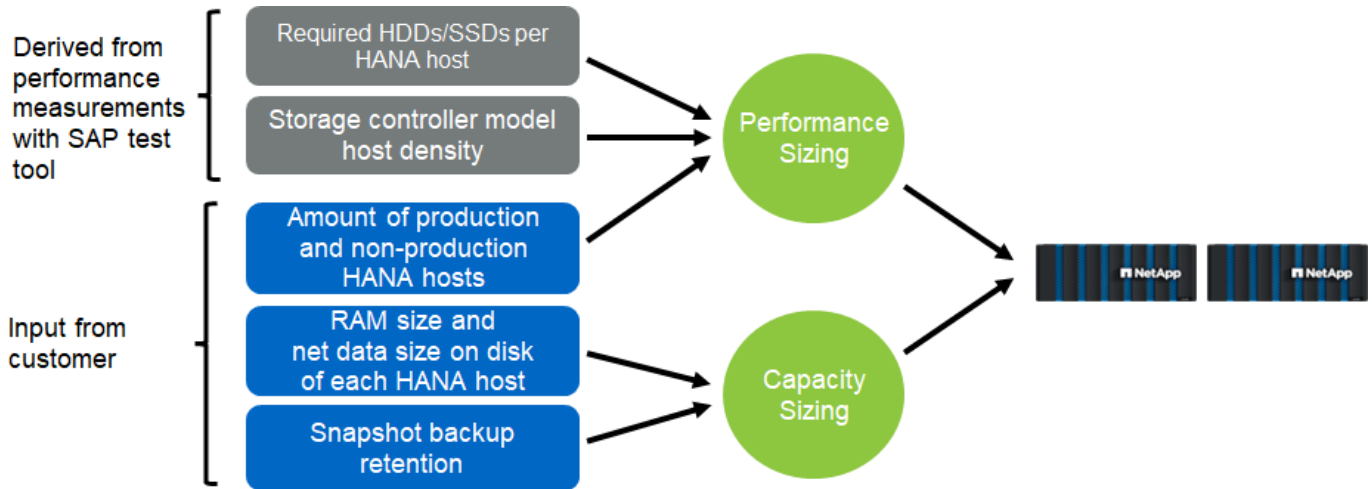 Derived from
performance
measurements
with SAP test
tool
Required HDDs/SSDs per
HANA host
Storage controller model
host density
Input from
customer
Amount of production
and non-production
HANA hosts
RAM size and
net data size on disk
of each HANA host
Snapshot backup
retention
Performance
Sizing
Capacity
Sizing
NetApp
NetApp